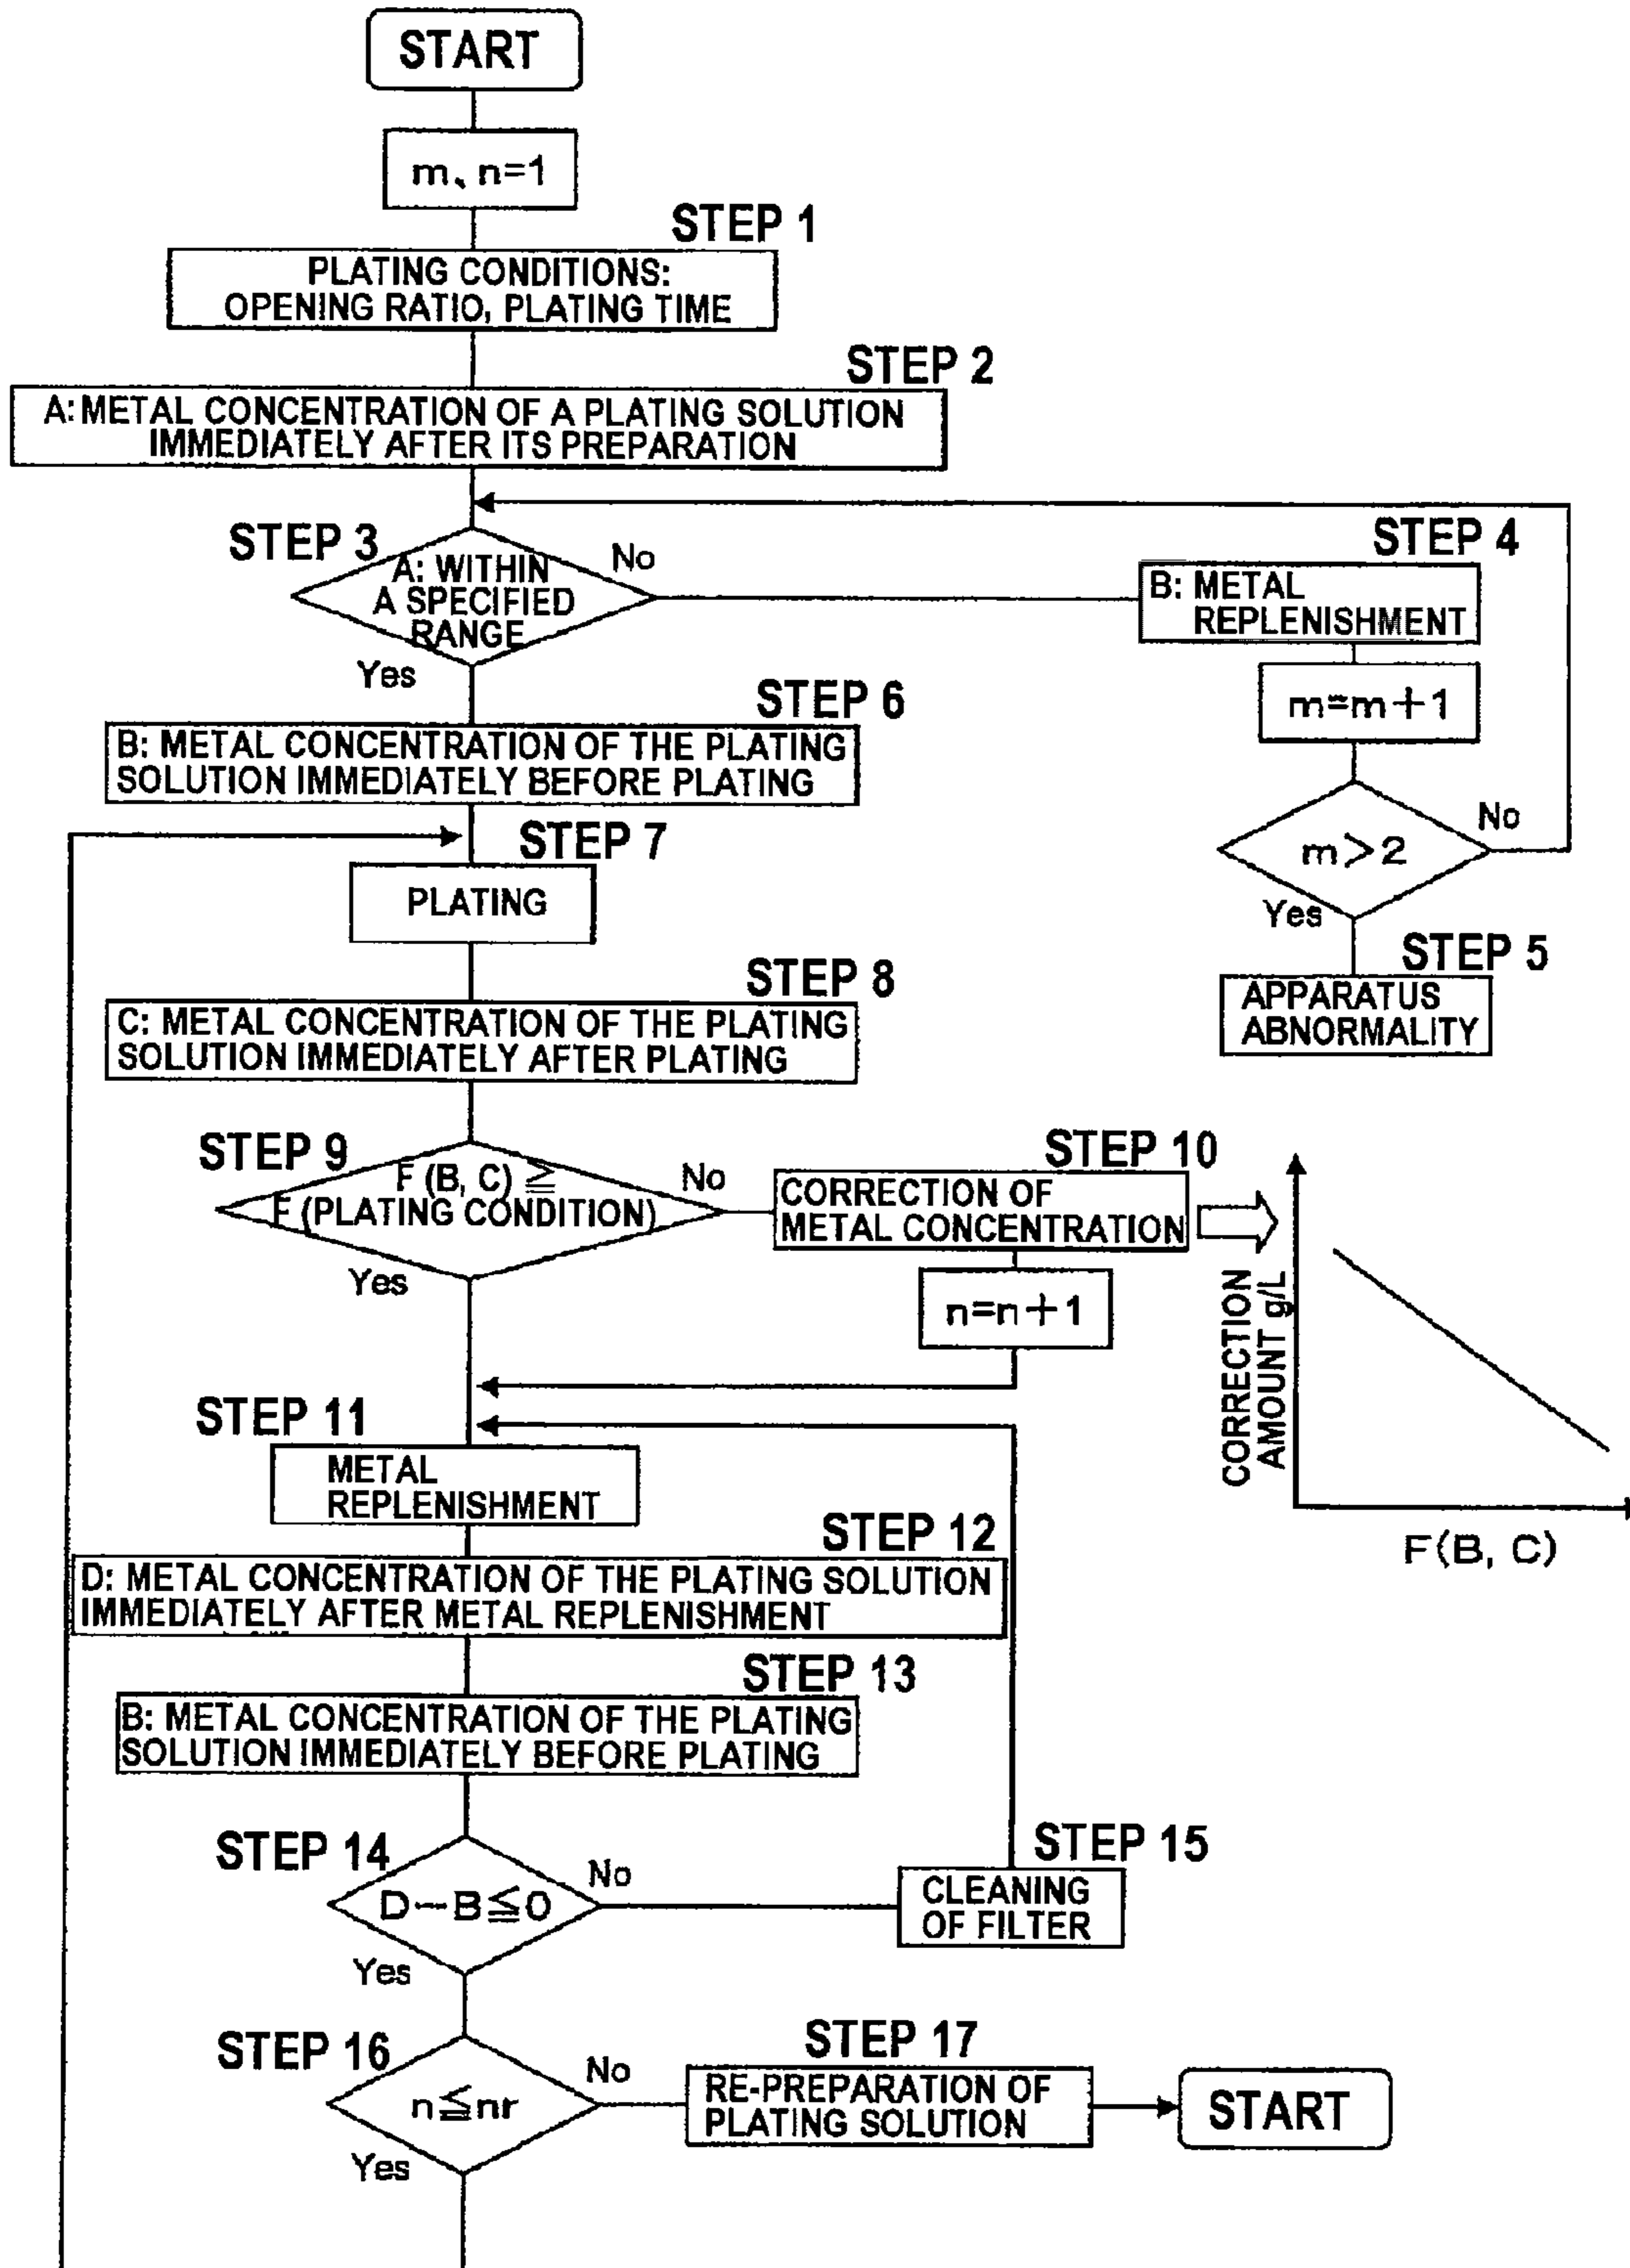 START
m、n=1
STEP 1
PLATING CONDITIONS:
OPENING RATIO, PLATING TIME
STEP 2
A: METAL CONCENTRATION OF A PLATING SOLUTION
IMMEDIATELY AFTER ITS PREPARATION
STEP 3
A: WITHIN
A SPECIFIED
RANGE
No
Yes
STEP 4
B: METAL
REPLENISHMENT
m=m+1
m>2
No
Yes
STEP 5
APPARATUS
ABNORMALITY
STEP 6
B: METAL CONCENTRATION OF THE PLATING
SOLUTION IMMEDIATELY BEFORE PLATING
STEP 7
PLATING
STEP 8
C: METAL CONCENTRATION OF THE PLATING
SOLUTION IMMEDIATELY AFTER PLATING
STEP 9
F (B, C) ≧
F (PLATING CONDITION)
No
Yes
STEP 10
CORRECTION OF
METAL CONCENTRATION
n=n+1
CORRECTION
AMOUNT g/L
F(B, C)
STEP 11
METAL
REPLENISHMENT
STEP 12
D: METAL CONCENTRATION OF THE PLATING SOLUTION
IMMEDIATELY AFTER METAL REPLENISHMENT
STEP 13
B: METAL CONCENTRATION OF THE PLATING
SOLUTION IMMEDIATELY BEFORE PLATING
STEP 14
D-B≦0
No
Yes
STEP 15
CLEANING
OF FILTER
STEP 16
n≦nr
No
Yes
STEP 17
RE-PREPARATION OF
PLATING SOLUTION
START